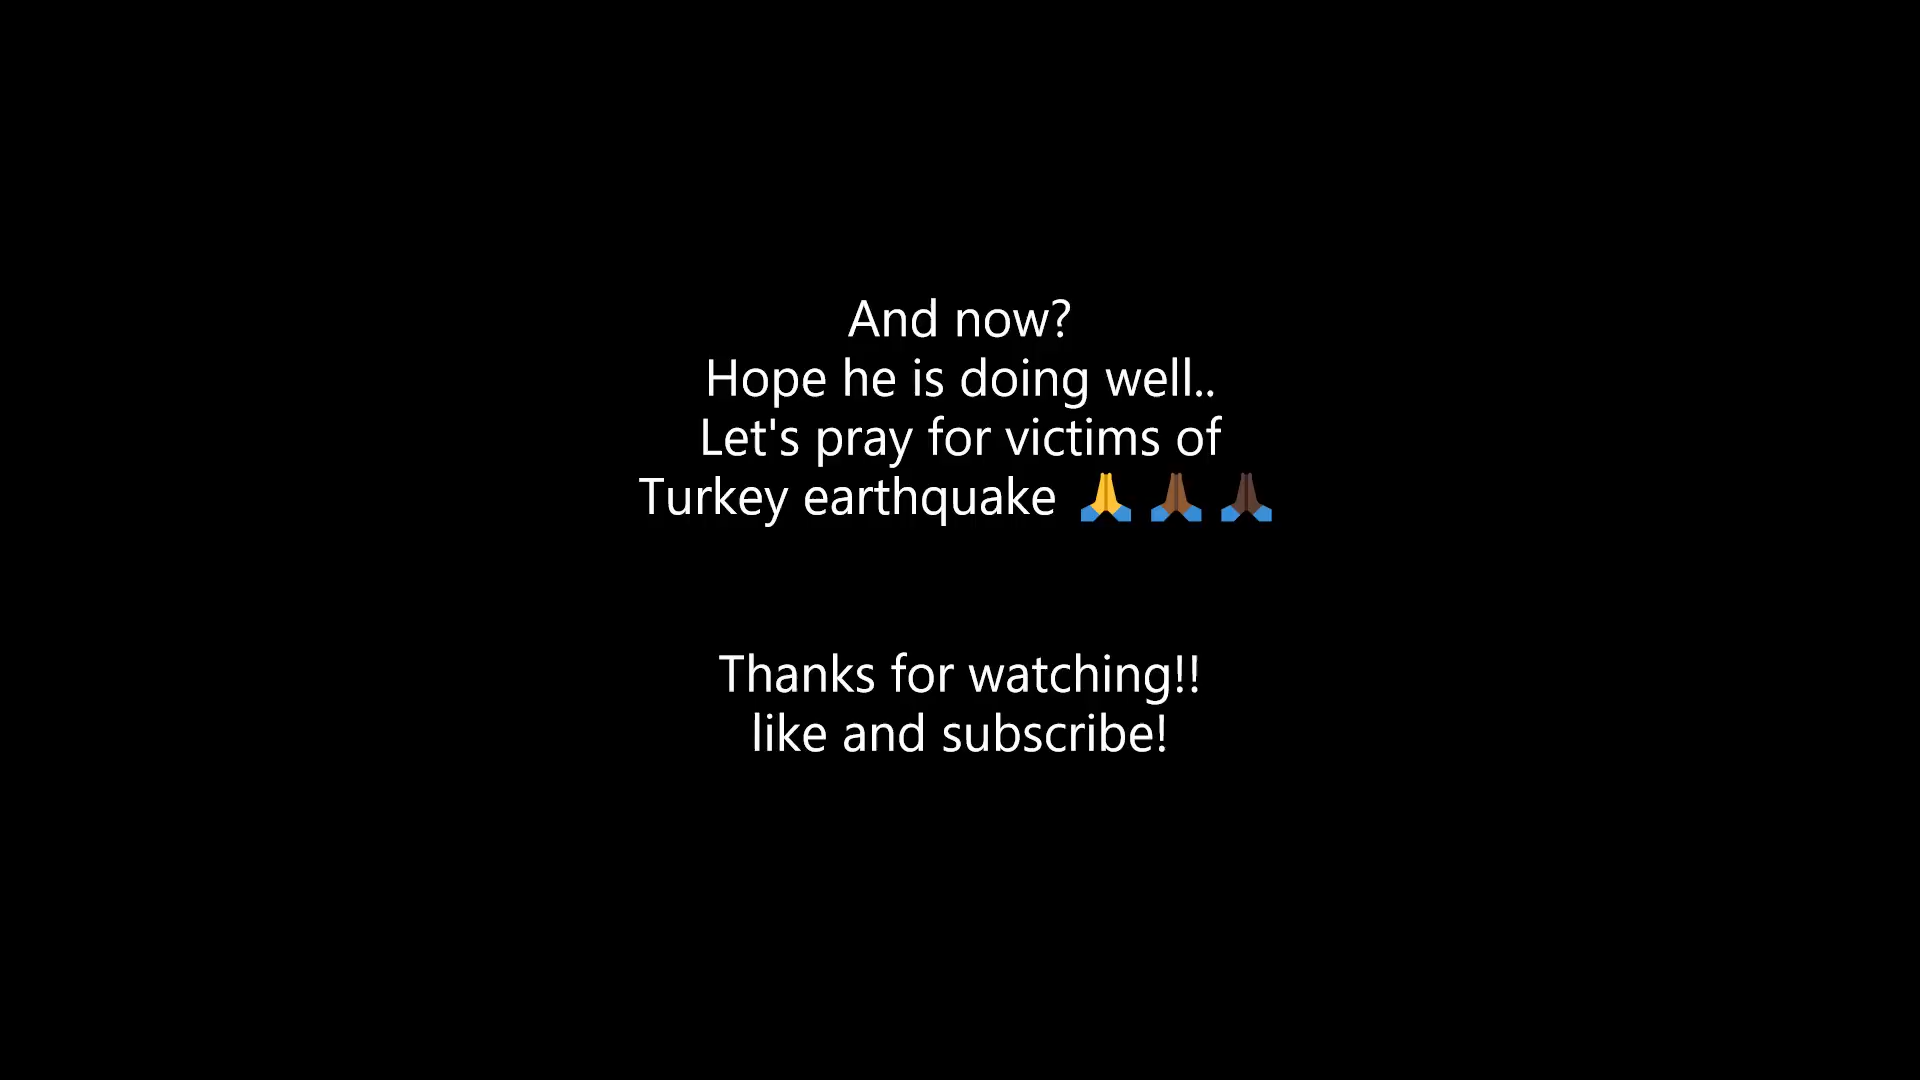 And now?
Hope he is doing well..
Let's pray for victims of
Turkey earthquake 🙏 🙏🏾 🙏🏿
Thanks for watching!!
like and subscribe!